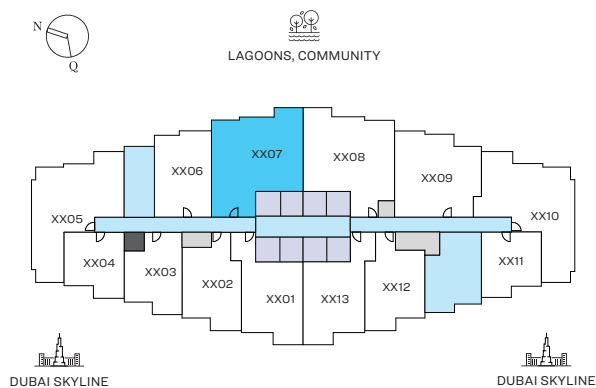 N
Q
LAGOONS, COMMUNITY
XX07
XX08
XX06
XX09
XX05
XX10
XX04
XX03
XX02
XX01
XX13
XX12
XX11
DUBAI SKYLINE
DUBAI SKYLINE